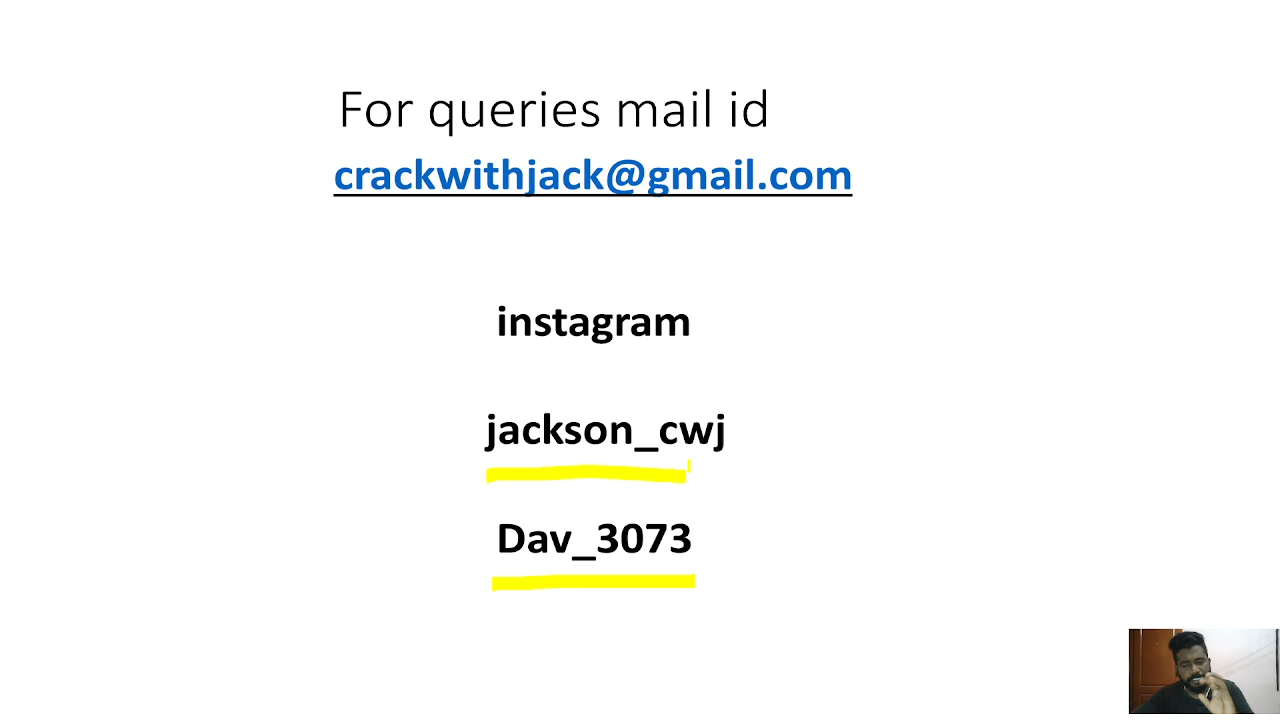 For queries mail id
crackwithjack@gmail.com
instagram
jackson_cwj
Dav_3073